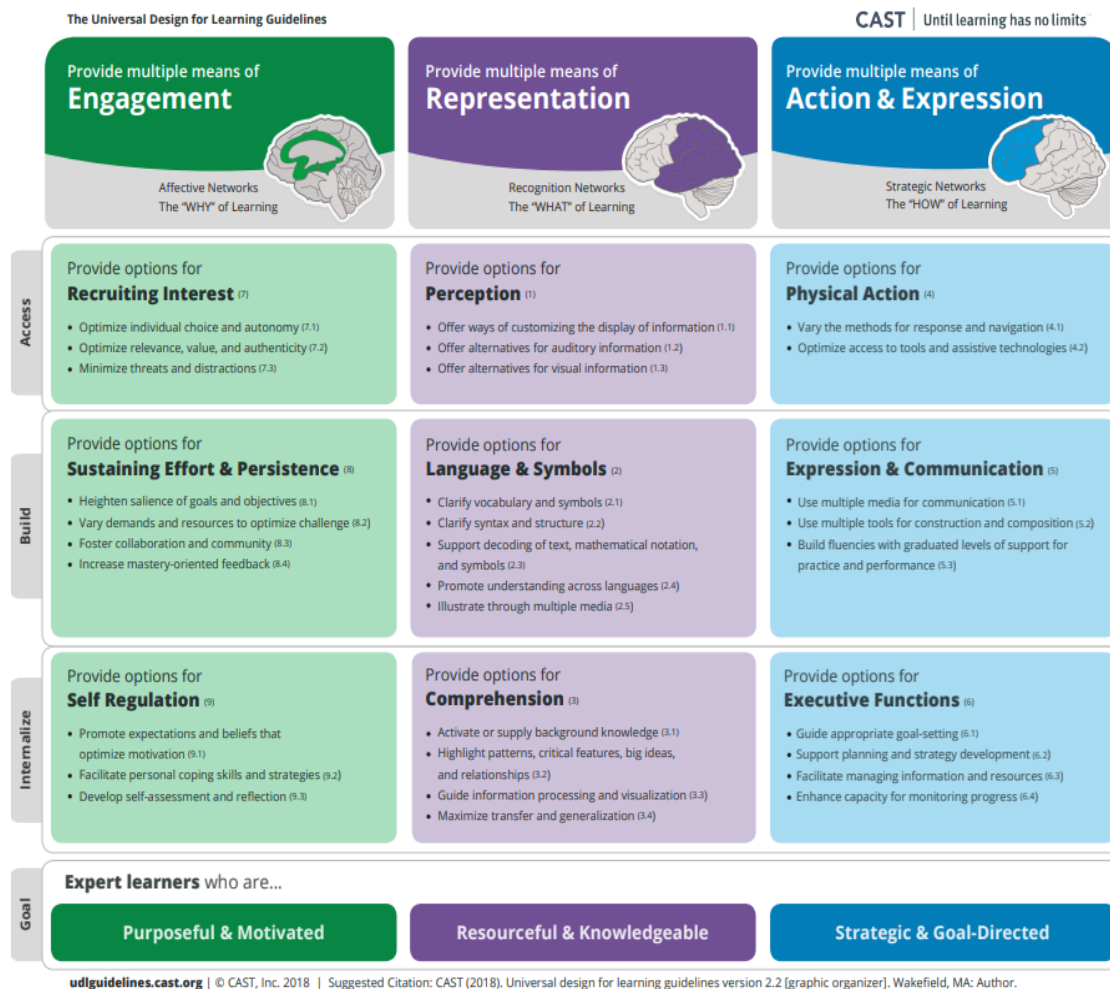 The Universal Design for Learning Guidelines
CAST | Until learning has no limits
Provide multiple means of
Engagement
Affective Networks
The “WHY” of Learning
Provide multiple means of
Representation
Recognition Networks
The “WHAT” of Learning
Provide multiple means of
Action & Expression
Strategic Networks
The “HOW” of Learning
Access
Provide options for
Recruiting Interest (7)
• Optimize individual choice and autonomy (7.1)
• Optimize relevance, value, and authenticity (7.2)
• Minimize threats and distractions (7.3)
Provide options for
Perception (1)
• Offer ways of customizing the display of information (1.1)
• Offer alternatives for auditory information (1.2)
• Offer alternatives for visual information (1.3)
Provide options for
Physical Action (4)
• Vary the methods for response and navigation (4.1)
• Optimize access to tools and assistive technologies (4.2)
Build
Provide options for
Sustaining Effort & Persistence (8)
• Heighten salience of goals and objectives (8.1)
• Vary demands and resources to optimize challenge (8.2)
• Foster collaboration and community (8.3)
• Increase mastery-oriented feedback (8.4)
Provide options for
Language & Symbols (2)
• Clarify vocabulary and symbols (2.1)
• Clarify syntax and structure (2.2)
• Support decoding of text, mathematical notation,
and symbols (2.3)
• Promote understanding across languages (2.4)
• Illustrate through multiple media (2.5)
Provide options for
Expression & Communication (5)
• Use multiple media for communication (5.1)
• Use multiple tools for construction and composition (5.2)
• Build fluencies with graduated levels of support for
practice and performance (5.3)
Internalize
Provide options for
Self Regulation (9)
• Promote expectations and beliefs that
optimize motivation (9.1)
• Facilitate personal coping skills and strategies (9.2)
• Develop self-assessment and reflection (9.3)
Provide options for
Comprehension (3)
• Activate or supply background knowledge (3.1)
• Highlight patterns, critical features, big ideas,
and relationships (3.2)
• Guide information processing and visualization (3.3)
• Maximize transfer and generalization (3.4)
Provide options for
Executive Functions (6)
• Guide appropriate goal-setting (6.1)
• Support planning and strategy development (6.2)
• Facilitate managing information and resources (6.3)
• Enhance capacity for monitoring progress (6.4)
Goal
Expert learners who are...
Purposeful & Motivated
Resourceful & Knowledgeable
Strategic & Goal-Directed
udlguidelines.cast.org | © CAST, Inc. 2018 | Suggested Citation: CAST (2018). Universal design for learning guidelines version 2.2 [graphic organizer]. Wakefield, MA: Author.